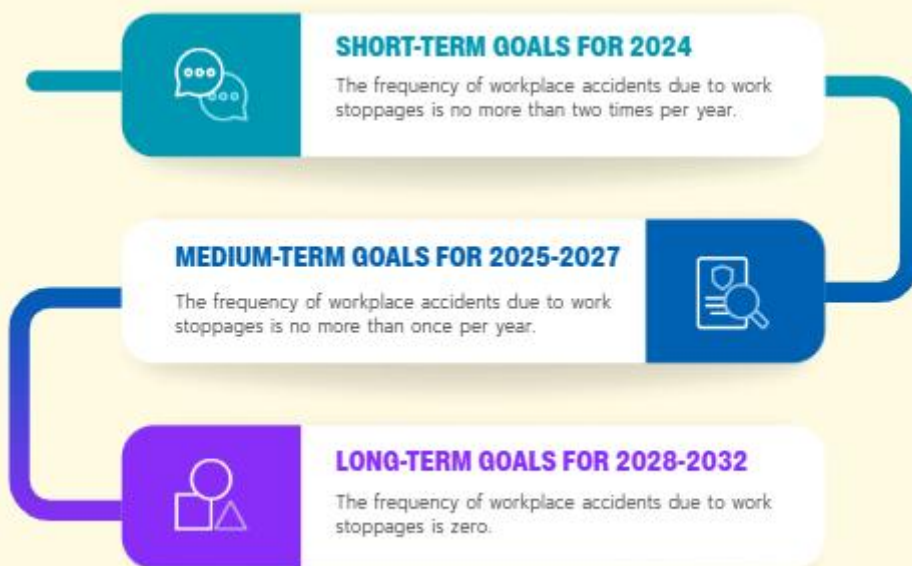 SHORT-TERM GOALS FOR 2024
The frequency of workplace accidents due to work
stoppages is no more than two times per year.
MEDIUM-TERM GOALS FOR 2025-2027
The frequency of workplace accidents due to work
stoppages is no more than once per year.
LONG-TERM GOALS FOR 2028-2032
The frequency of workplace accidents due to work
stoppages is zero.